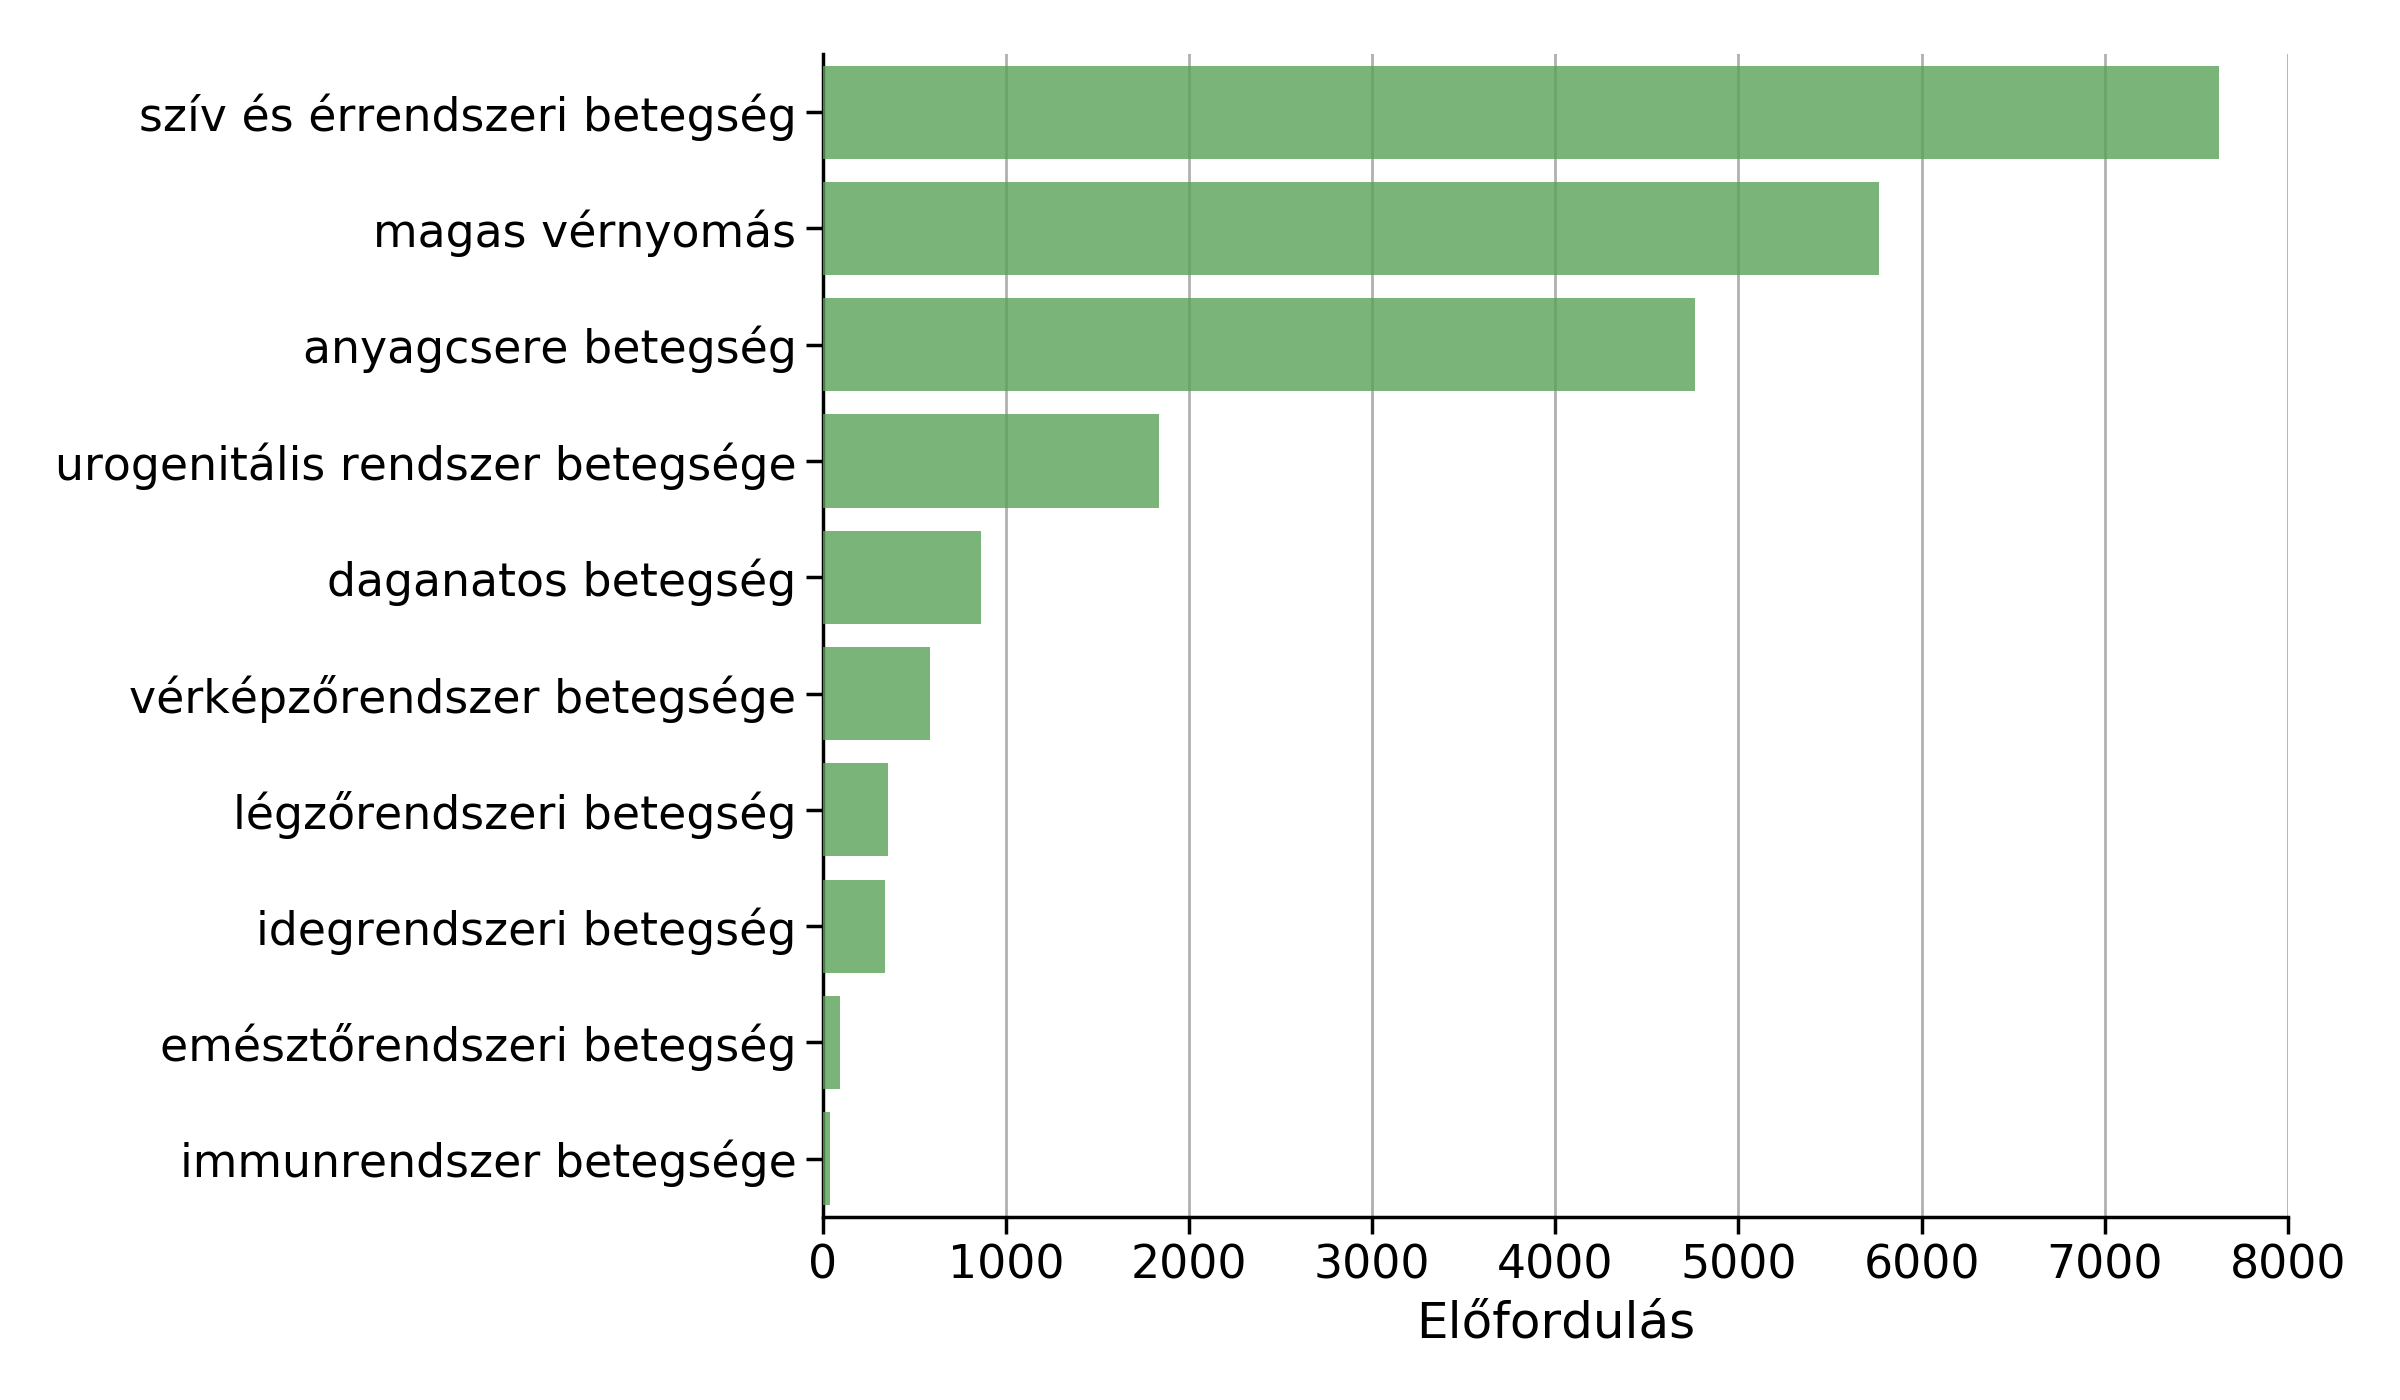 szív és érrendszeri betegség
magas vérnyomás
anyagcsere betegség
urogenitális rendszer betegsége
daganatos betegség
vérképzőrendszer betegsége
légzőrendszeri betegség
idegrendszeri betegség
emésztőrendszeri betegség
immunrendszer betegsége
0 1000 2000 3000 4000 5000 6000 7000 8000
Előfordulás